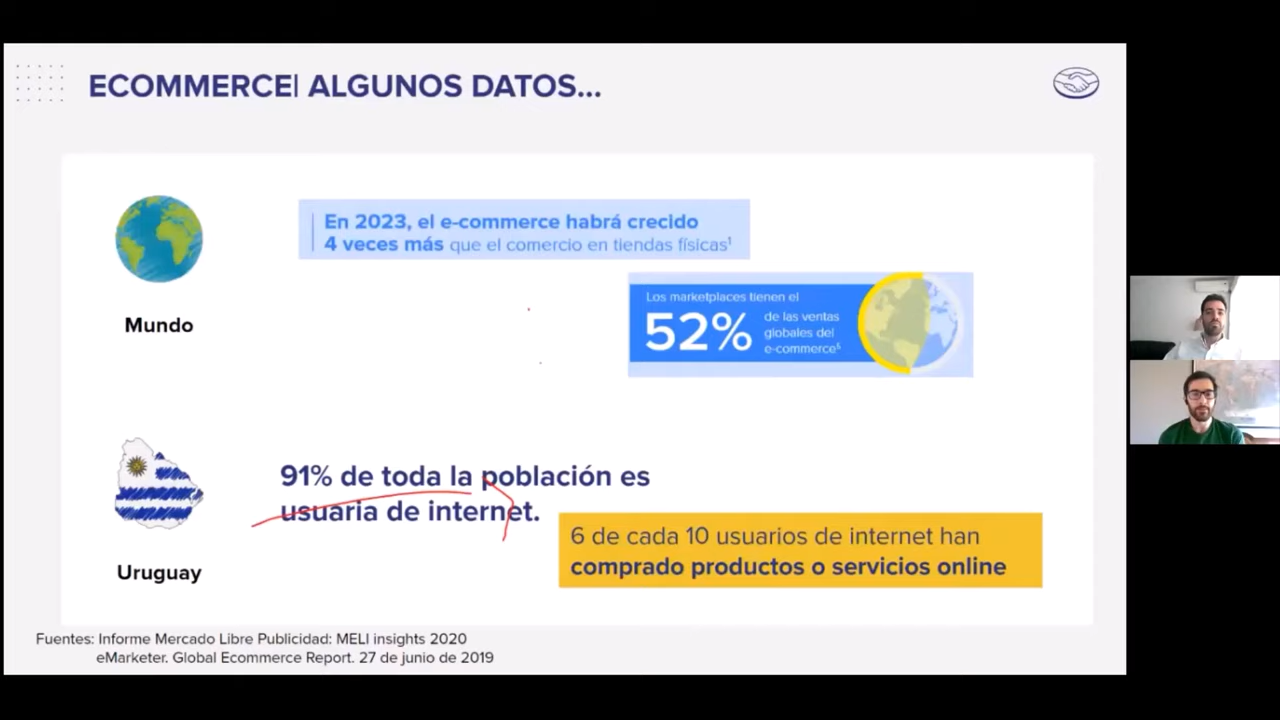 ECOMMERCE| ALGUNOS DATOS...
En 2023, el e-commerce habrá crecido
4 veces más que el comercio en tiendas físicas¹
Mundo
Los marketplaces tienen el
52%
de las ventas
globales del
e-commerce⁵
91% de toda la población es
usuaria de internet.
6 de cada 10 usuarios de internet han
comprado productos o servicios online
Uruguay
Fuentes: Informe Mercado Libre Publicidad: MELI insights 2020
eMarketer. Global Ecommerce Report. 27 de junio de 2019